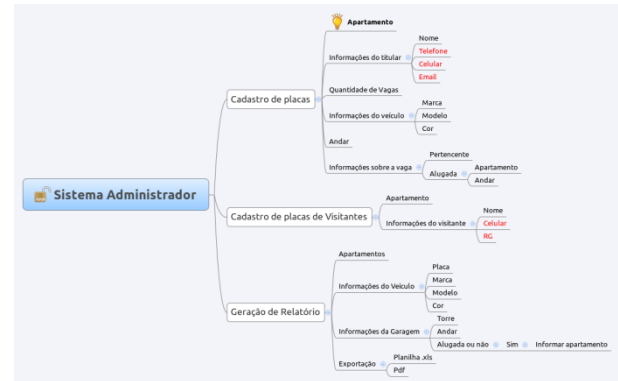 Sistema Administrador
Cadastro de placas
Apartamento
Informações do titular
Nome
Telefone
Celular
Email
Quantidade de Vagas
Informações do veículo
Marca
Modelo
Cor
Andar
Informações sobre a vaga
Pertencente
Alugada
Apartamento
Andar
Cadastro de placas de Visitantes
Apartamento
Informações do visitante
Nome
Celular
RG
Geração de Relatório
Apartamentos
Informações do Veículo
Placa
Marca
Modelo
Cor
Informações da Garagem
Torre
Andar
Alugada ou não
Sim
Informar apartamento
Exportação
Planilha .xls
Pdf